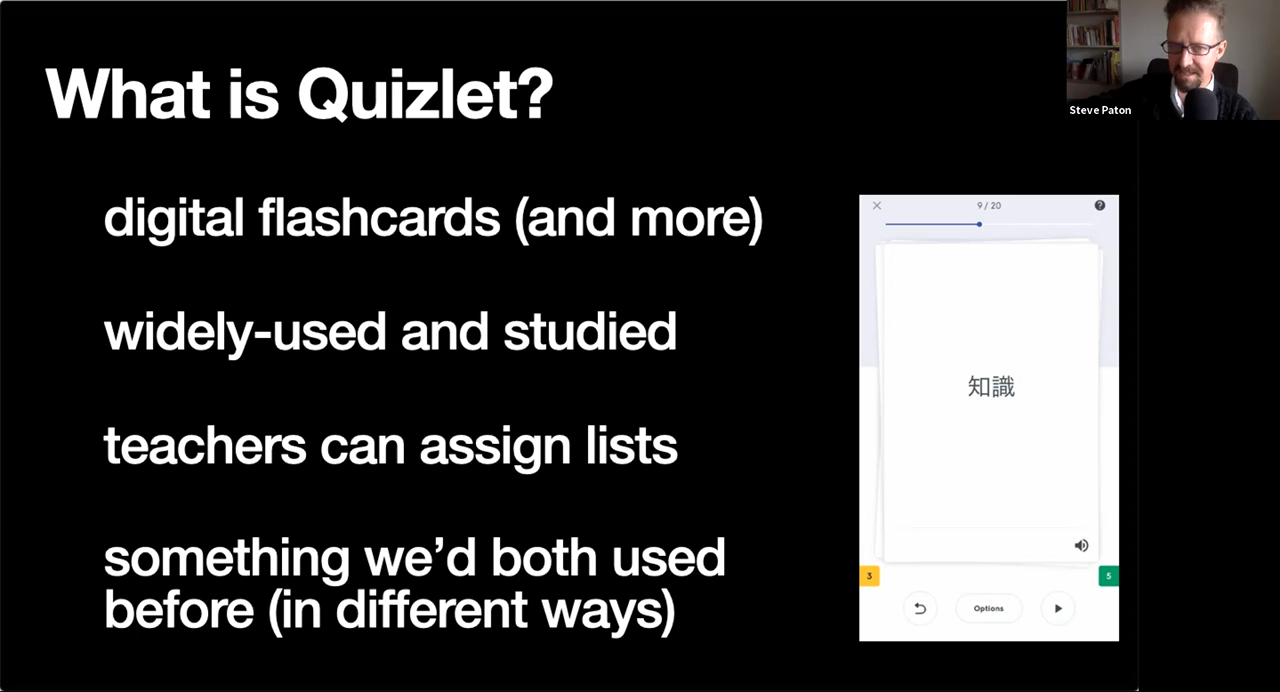 What is Quizlet?
Steve Paton
digital flashcards (and more)
widely-used and studied
teachers can assign lists
something we’d both used
before (in different ways)
9 / 20
?
知識
3
5
Options